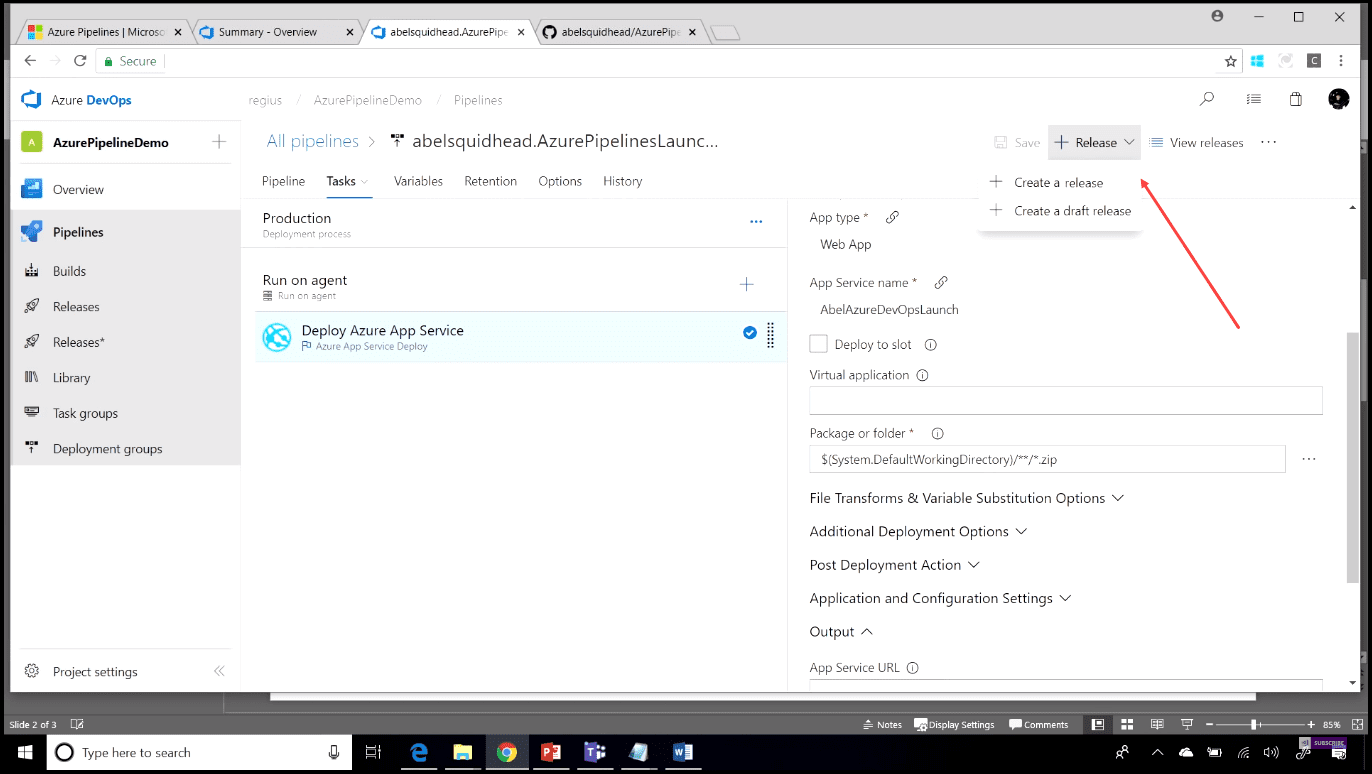 Azure Pipelines | Microso
Summary - Overview
abelsquidhead.AzurePipe
abelsquidhead/AzurePip
Secure
C
Azure DevOps
regius / AzurePipelineDemo / Pipelines
A AzurePipelineDemo
All pipelines > abelsquidhead.AzurePipelinesLaunc...
Save
+ Release
View releases
...
Create a release
Create a draft release
Pipeline
Tasks
Variables
Retention
Options
History
Overview
Pipelines
Builds
Releases
Releases*
Library
Task groups
Deployment groups
Project settings
Production
Deployment process
Run on agent
Run on agent
Deploy Azure App Service
Azure App Service Deploy
App type *
Web App
App Service name *
AbelAzureDevOpsLaunch
Deploy to slot
Virtual application
Package or folder *
$(System.DefaultWorkingDirectory)/**/*.zip
File Transforms & Variable Substitution Options
Additional Deployment Options
Post Deployment Action
Application and Configuration Settings
Output
App Service URL
Slide 2 of 3
Notes
Display Settings
Comments
85%
Type here to search
SUBSCRIBE